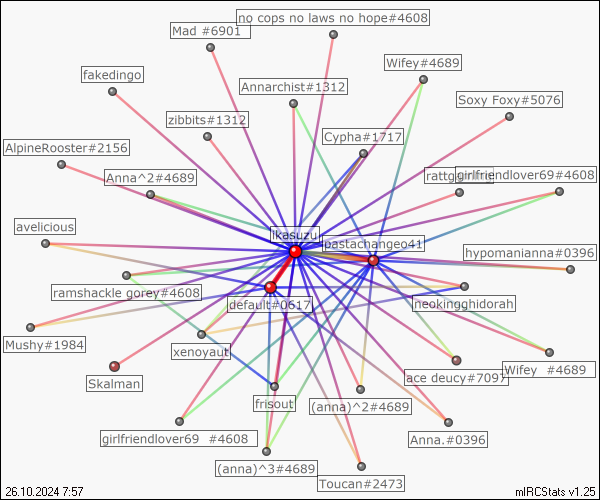 no cops no laws no hope#4608
Mad #6901
Wifey#4689
fakedingo
Annarchist#1312
Soxy Foxy#5076
zibbits#1312
Cypha#1717
AlpineRooster#2156
Anna^2#4689
girlfriendlover69#4608
avelicious
ikasuzu
pastachangeo41
hypomanianna#0396
ramshackle gorey#4608
default#0617
ineokingghidorah
Mushy#1984
xenoyaut
Skalman
ace deucy#7097
Wifey #4689
frisout
(anna)^2#4689
girlfriendlover69 #4608
Anna.#0396
(anna)^3#4689
Toucan#2473
26.10.2024 7:57
mIRCStats v1.25